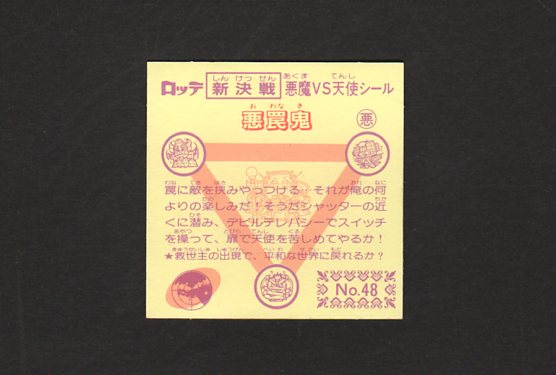 ロッテ 新決戦 悪魔VS天使シール
悪罠鬼 悪
罠に敵を挟みやっつける。それが俺の何
よりの楽しみだ！そうだシャッターの近
くに潜み、デビルテレパシーでスイッチ
を操って、扉で天使を苦しめてやるか！
★救世主の出現で、平和な世界に戻れるか？
No.48